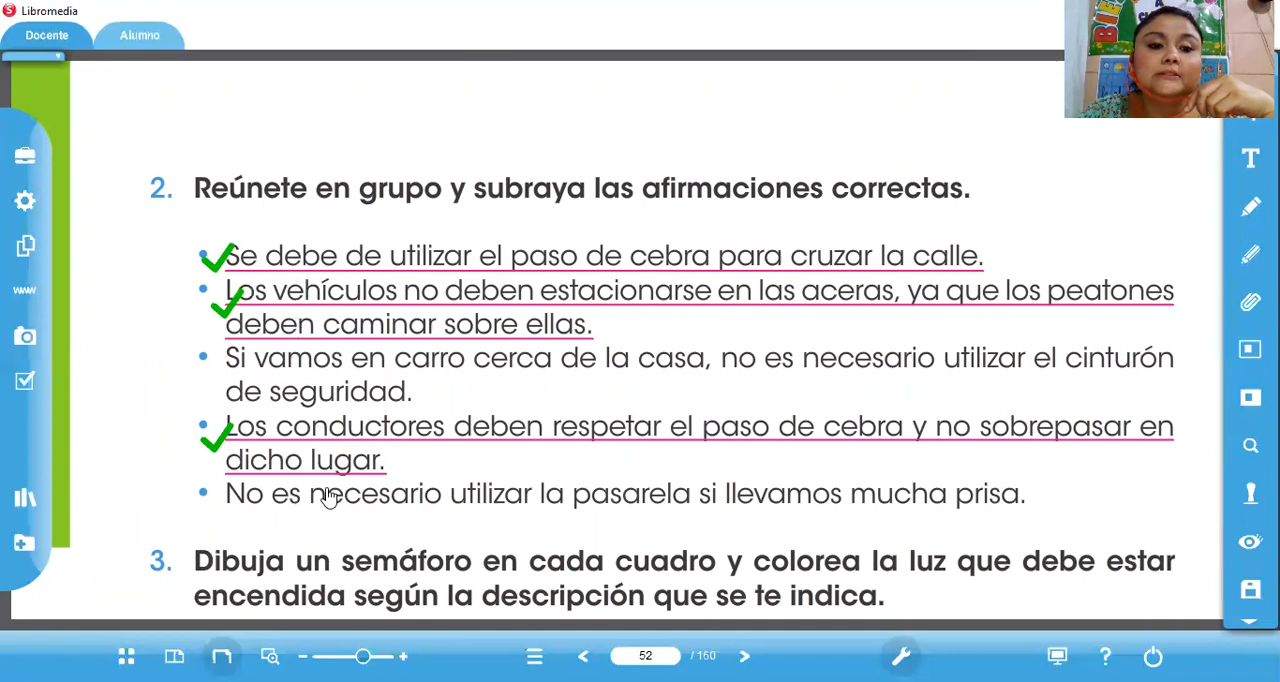 Libromedia
Docente
Alumno
2. Reúnete en grupo y subraya las afirmaciones correctas.
• Se debe de utilizar el paso de cebra para cruzar la calle.
• Los vehículos no deben estacionarse en las aceras, ya que los peatones
deben caminar sobre ellas.
• Si vamos en carro cerca de la casa, no es necesario utilizar el cinturón
de seguridad.
• Los conductores deben respetar el paso de cebra y no sobrepasar en
dicho lugar.
• No es necesario utilizar la pasarela si llevamos mucha prisa.
3. Dibuja un semáforo en cada cuadro y colorea la luz que debe estar
encendida según la descripción que se te indica.
www
T
52 / 160
?